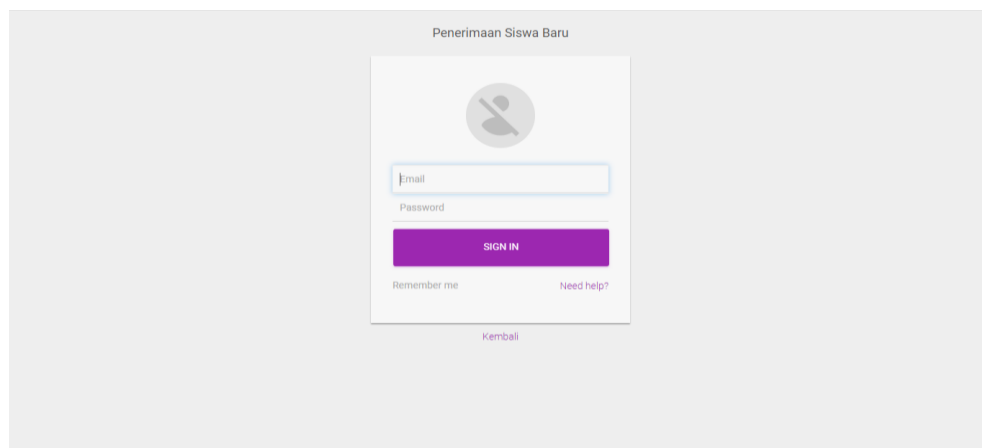 Penerimaan Siswa Baru
Email
Password
SIGN IN
Remember me
Need help?
Kembali